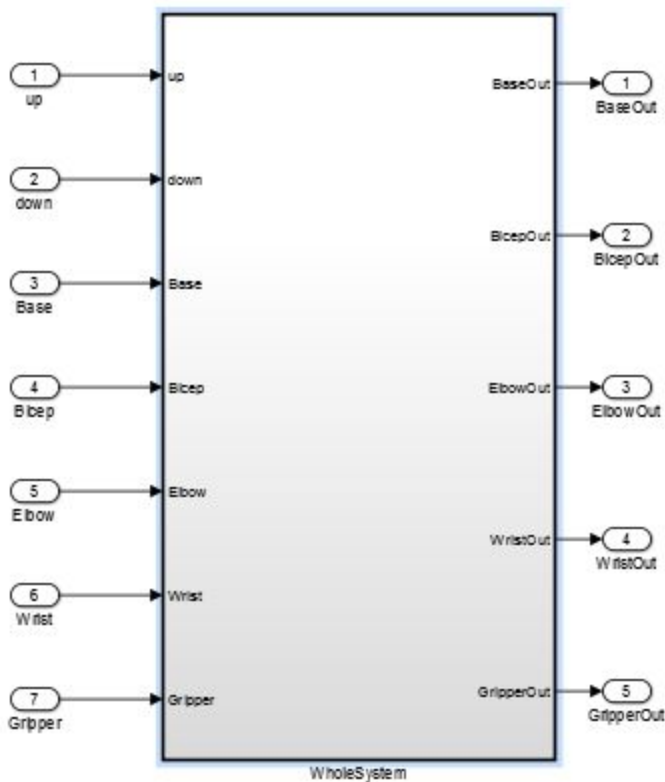 1
up
2
down
3
Base
4
Bicep
5
Elbow
6
Wrist
7
Gripper
up
down
Base
Bicep
Elbow
Wrist
Gripper
BaseOut
BicepOut
ElbowOut
WristOut
GripperOut
1
BaseOut
2
BicepOut
3
ElbowOut
4
WristOut
5
GripperOut
WholeSystem